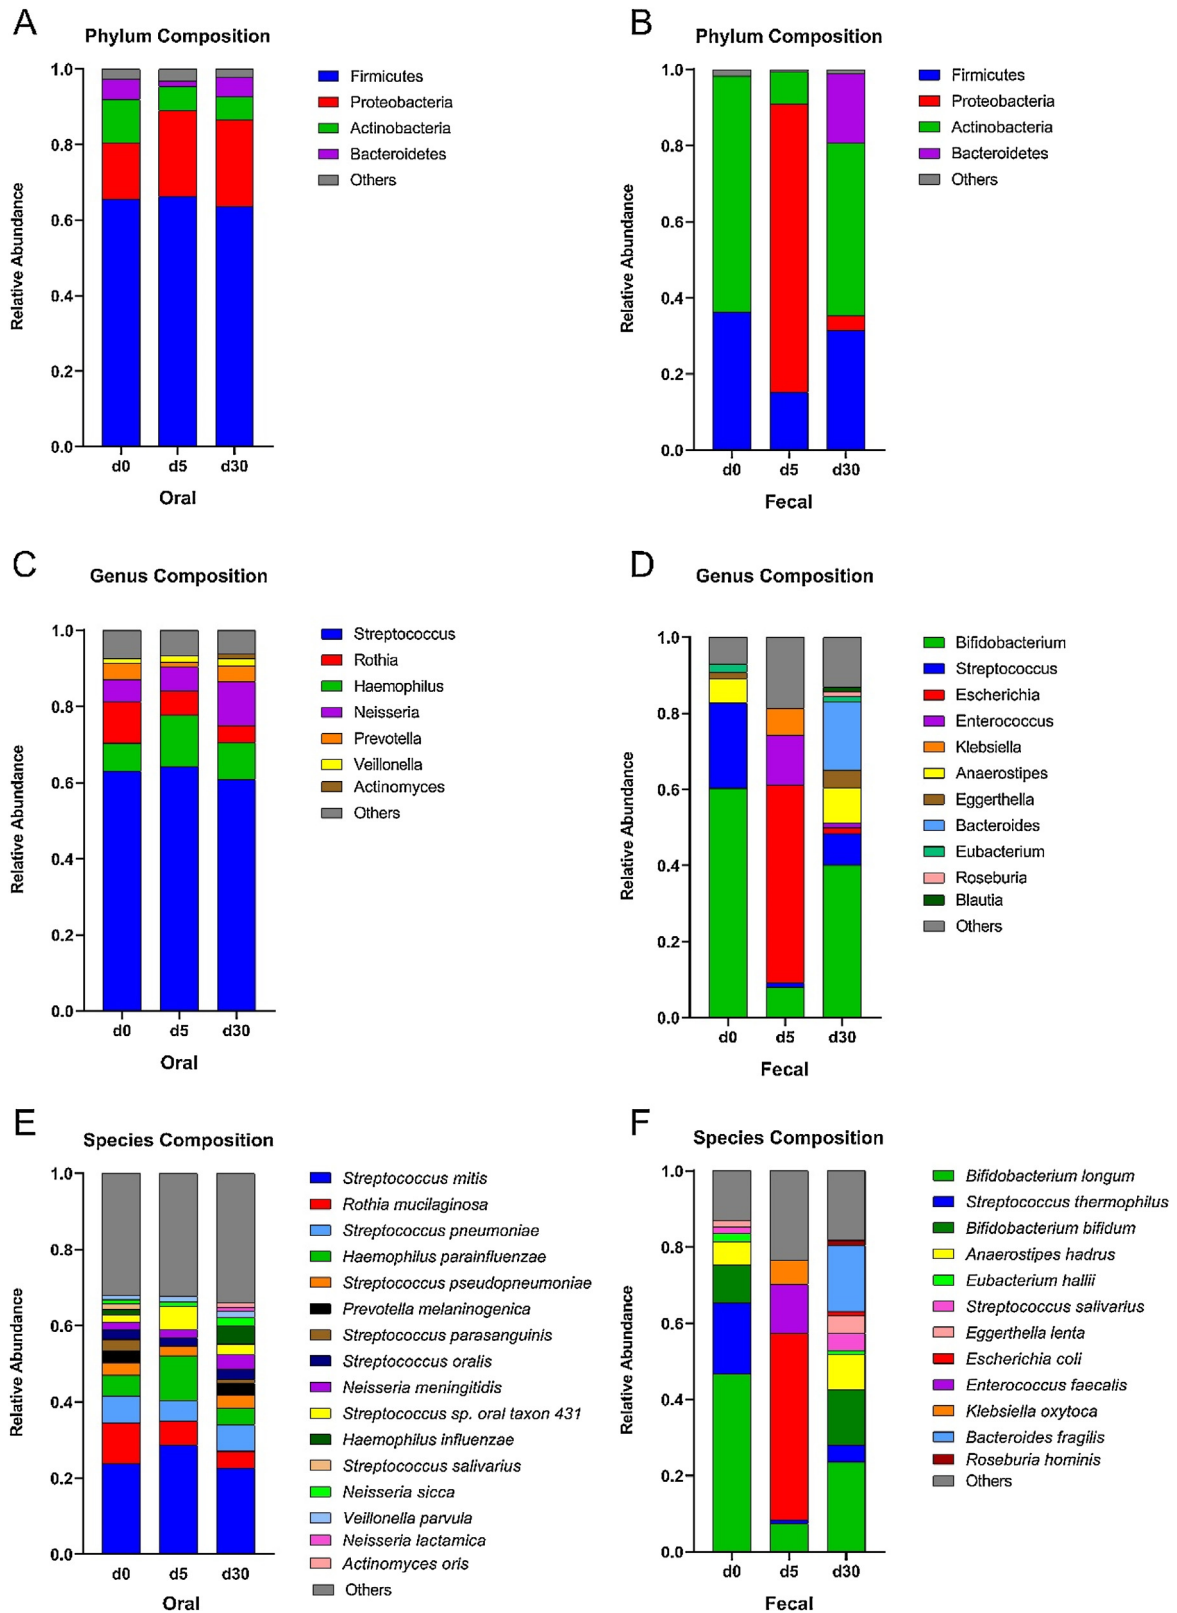 A
Phylum Composition
1.0
0.8
0.6
0.4
0.2
0.0
Relative Abundance
d0 d5 d30
Oral
Firmicutes
Proteobacteria
Actinobacteria
Bacteroidetes
Others
B
Phylum Composition
1.0
0.8
0.6
0.4
0.2
0.0
Relative Abundance
d0 d5 d30
Fecal
Firmicutes
Proteobacteria
Actinobacteria
Bacteroidetes
Others
C
Genus Composition
1.0
0.8
0.6
0.4
0.2
0.0
Relative Abundance
d0 d5 d30
Oral
Streptococcus
Rothia
Haemophilus
Neisseria
Prevotella
Veillonella
Actinomyces
Others
D
Genus Composition
1.0
0.8
0.6
0.4
0.2
0.0
Relative Abundance
d0 d5 d30
Fecal
Bifidobacterium
Streptococcus
Escherichia
Enterococcus
Klebsiella
Anaerostipes
Eggerthella
Bacteroides
Eubacterium
Roseburia
Blautia
Others
E
Species Composition
1.0
0.8
0.6
0.4
0.2
0.0
Relative Abundance
d0 d5 d30
Oral
Streptococcus mitis
Rothia mucilaginosa
Streptococcus pneumoniae
Haemophilus parainfluenzae
Streptococcus pseudopneumoniae
Prevotella melaninogenica
Streptococcus parasanguinis
Streptococcus oralis
Neisseria meningitidis
Streptococcus sp. oral taxon 431
Haemophilus influenzae
Streptococcus salivarius
Neisseria sicca
Veillonella parvula
Neisseria lactamica
Actinomyces oris
Others
F
Species Composition
1.0
0.8
0.6
0.4
0.2
0.0
Relative Abundance
d0 d5 d30
Fecal
Bifidobacterium longum
Streptococcus thermophilus
Bifidobacterium bifidum
Anaerostipes hadrus
Eubacterium hallii
Streptococcus salivarius
Eggerthella lenta
Escherichia coli
Enterococcus faecalis
Klebsiella oxytoca
Bacteroides fragilis
Roseburia hominis
Others